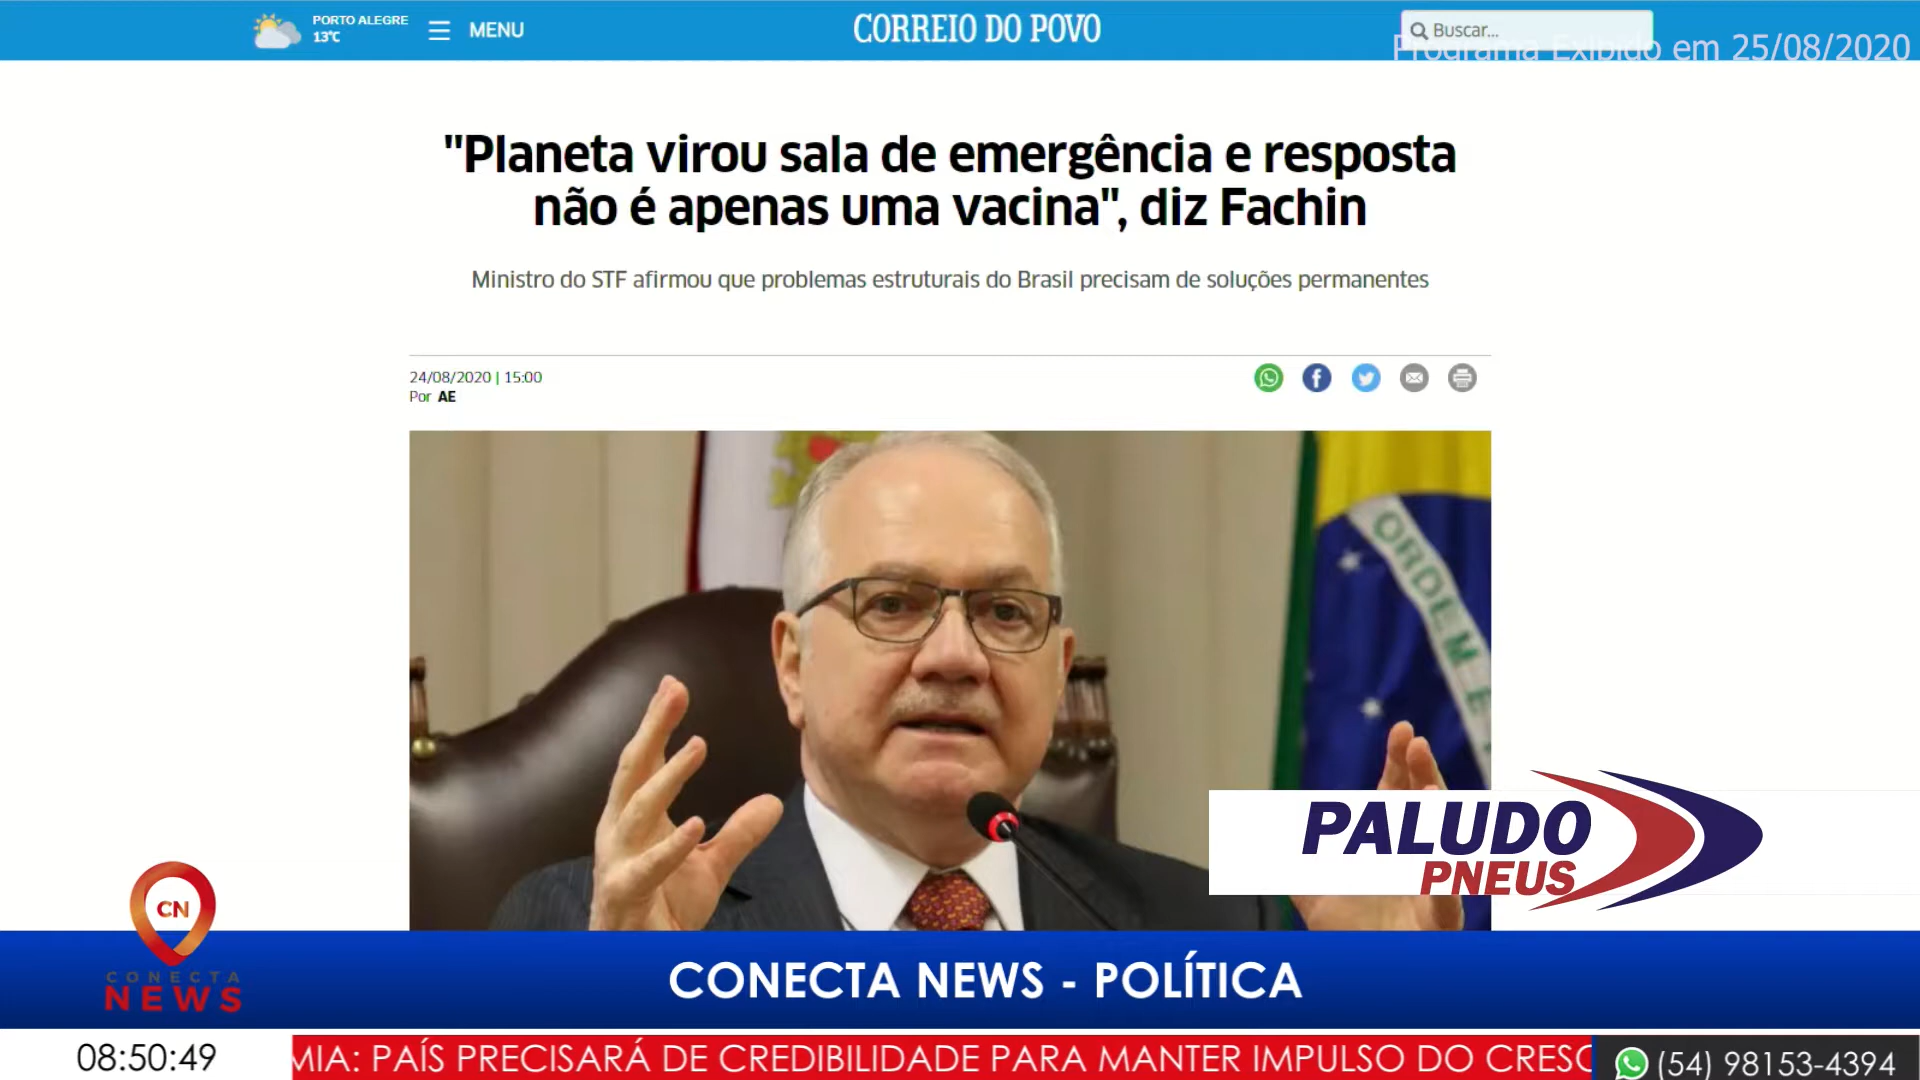 PORTO ALEGRE
13°C
MENU
CORREIO DO POVO
Buscar...
Programa Exibido em 25/08/2020
"Planeta virou sala de emergência e resposta
não é apenas uma vacina", diz Fachin
Ministro do STF afirmou que problemas estruturais do Brasil precisam de soluções permanentes
24/08/2020 | 15:00
Por AE
ORDEM E
PALUDO
PNEUS
CN
CONECTA
NEWS
CONECTA NEWS - POLÍTICA
08:50:49
MIA: PAÍS PRECISARÁ DE CREDIBILIDADE PARA MANTER IMPULSO DO CRESC
(54) 98153-4394